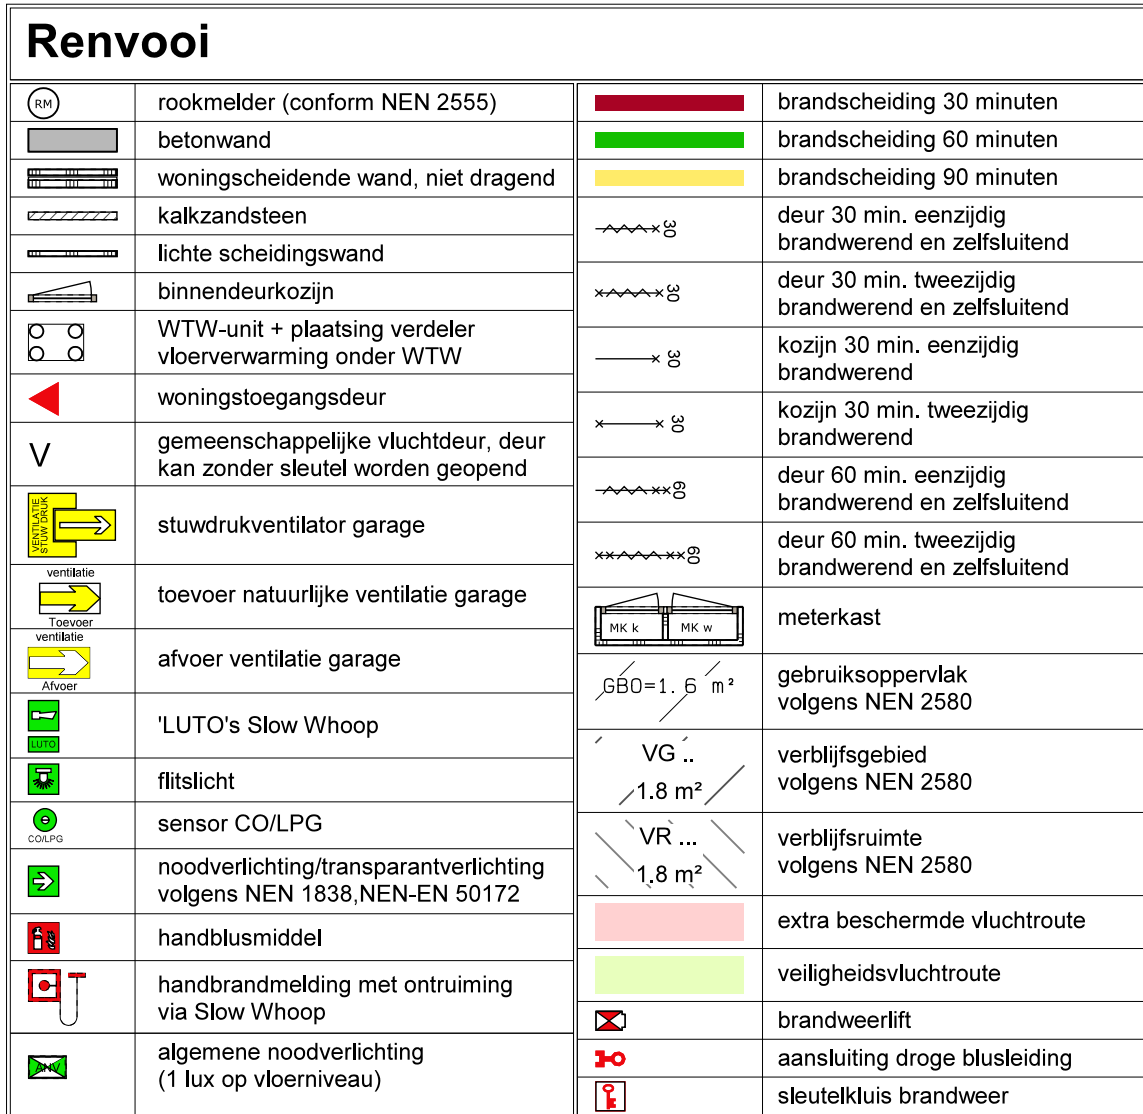 Renvooi
RM
rookmelder (conform NEN 2555)
betonwand
woningscheidende wand, niet dragend
kalkzandsteen
lichte scheidingswand
binnendeurkozijn
WTW-unit + plaatsing verdeler
vloerverwarming onder WTW
woningstoegangsdeur
V
gemeenschappelijke vluchtdeur, deur
kan zonder sleutel worden geopend
VENTILATIE
STUW DRUK
stuwdrukventilator garage
ventilatie
Toevoer
toevoer natuurlijke ventilatie garage
ventilatie
Afvoer
afvoer ventilatie garage
LUTO
'LUTO's Slow Whoop
flitslicht
CO/LPG
sensor CO/LPG
noodverlichting/transparantverlichting
volgens NEN 1838,NEN-EN 50172
handblusmiddel
handbrandmelding met ontruiming
via Slow Whoop
ANV
algemene noodverlichting
(1 lux op vloerniveau)
brandscheiding 30 minuten
brandscheiding 60 minuten
brandscheiding 90 minuten
30
deur 30 min. eenzijdig
brandwerend en zelfsluitend
30
deur 30 min. tweezijdig
brandwerend en zelfsluitend
30
kozijn 30 min. eenzijdig
brandwerend
30
kozijn 30 min. tweezijdig
brandwerend
60
deur 60 min. eenzijdig
brandwerend en zelfsluitend
60
deur 60 min. tweezijdig
brandwerend en zelfsluitend
MK k MK w
meterkast
GBO=1.6 m²
gebruiksoppervlak
volgens NEN 2580
VG ..
1.8 m²
verblijfsgebied
volgens NEN 2580
VR ...
1.8 m²
verblijfsruimte
volgens NEN 2580
extra beschermde vluchtroute
veiligheidsvluchtroute
brandweerlift
aansluiting droge blusleiding
sleutelkluis brandweer